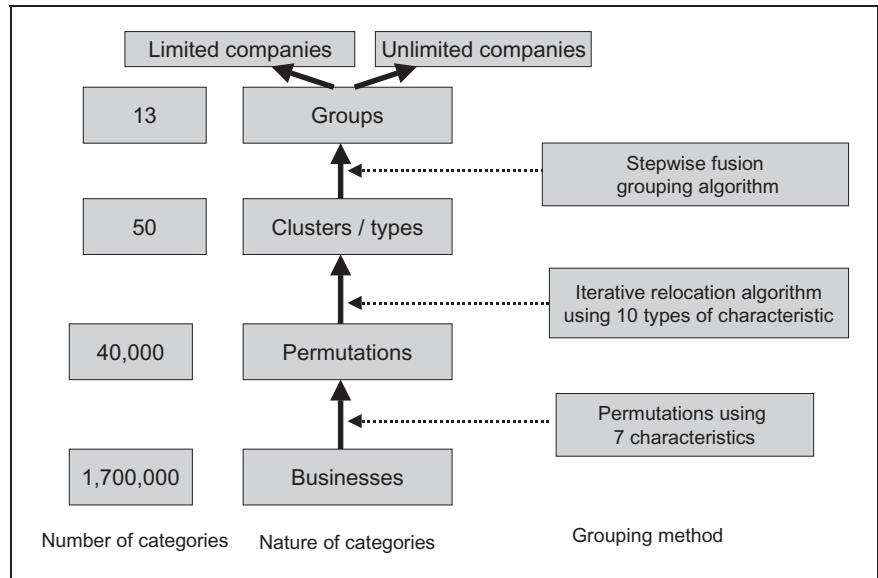 Limited companies
Unlimited companies
13
Groups
Stepwise fusion
grouping algorithm
50
Clusters / types
Iterative relocation algorithm
using 10 types of characteristic
40,000
Permutations
Permutations using
7 characteristics
1,700,000
Businesses
Number of categories
Nature of categories
Grouping method